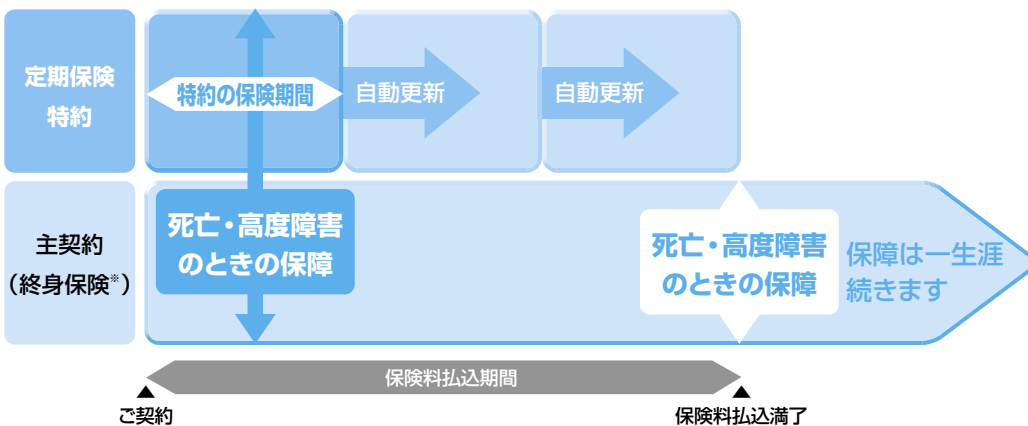 定期保険
特約
特約の保険期間
自動更新
自動更新
主契約
（終身保険※）
死亡・高度障害
のときの保障
死亡・高度障害
のときの保障
保障は一生涯
続きます
保険料払込期間
ご契約
保険料払込満了